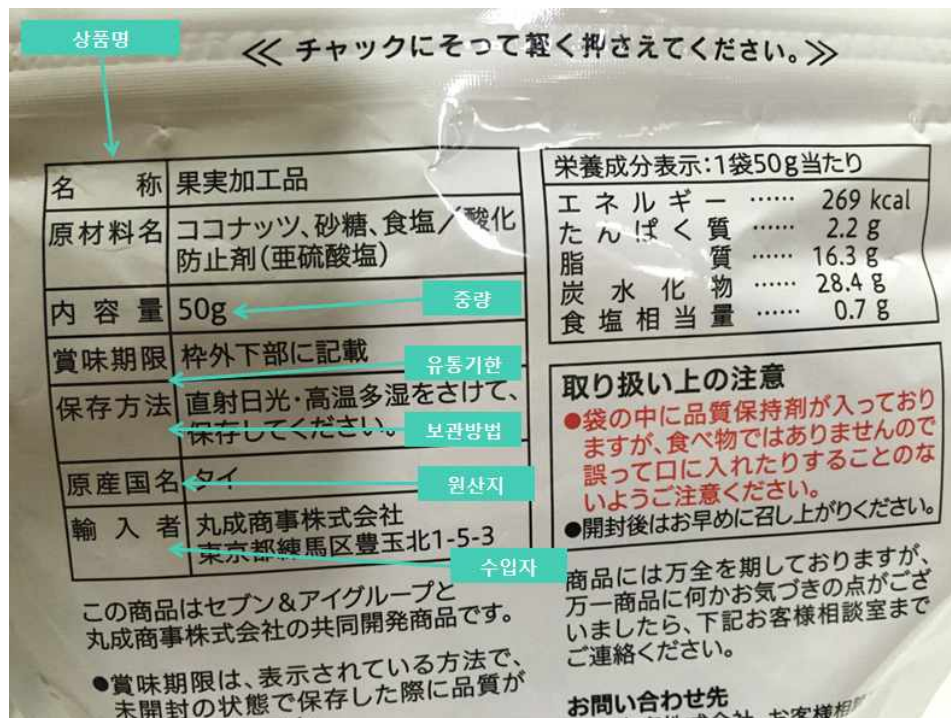 상품명
≪ チャックにそって軽く押さえてください。≫
名 称 果実加工品
原材料名 ココナッツ、砂糖、食塩／酸化
防止剤(亜硫酸塩)
内 容 量 50g
중량
賞味期限 枠外下部に記載
유통기한
保存方法 直射日光・高温多湿をさけて、
保存してください。
보관방법
原産国名 タイ
원산지
輸 入 者 丸成商事株式会社
東京都練馬区豊玉北1-5-3
수입자
この商品はセブン&アイグループと
丸成商事株式会社の共同開発商品です。
●賞味期限は、表示されている方法で、
未開封の状態で保存した際に品質が
栄養成分表示:1袋50g当たり
エネルギー …… 269 kcal
たんぱく質 …… 2.2 g
脂 質 …… 16.3 g
炭 水 化 物 …… 28.4 g
食塩相当量 …… 0.7 g
取り扱い上の注意
●袋の中に品質保持剤が入っており
ますが、食べ物ではありませんので
誤って口に入れたりすることのな
いようご注意ください。
●開封後はお早めに召し上がりください。
商品には万全を期しておりますが、
万一商品に何かお気づきの点がござ
いましたら、下記お客様相談室まで
ご連絡ください。
お問い合わせ先
株式会社 お客様相